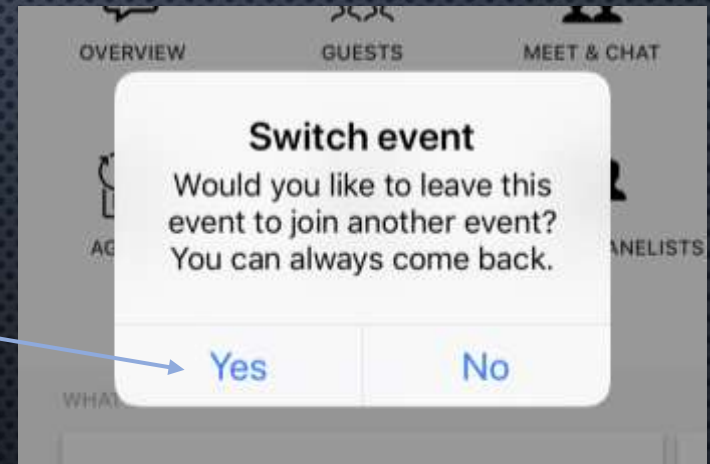 OVERVIEW GUESTS MEET & CHAT
Switch event
Would you like to leave this
event to join another event?
You can always come back.
Yes No